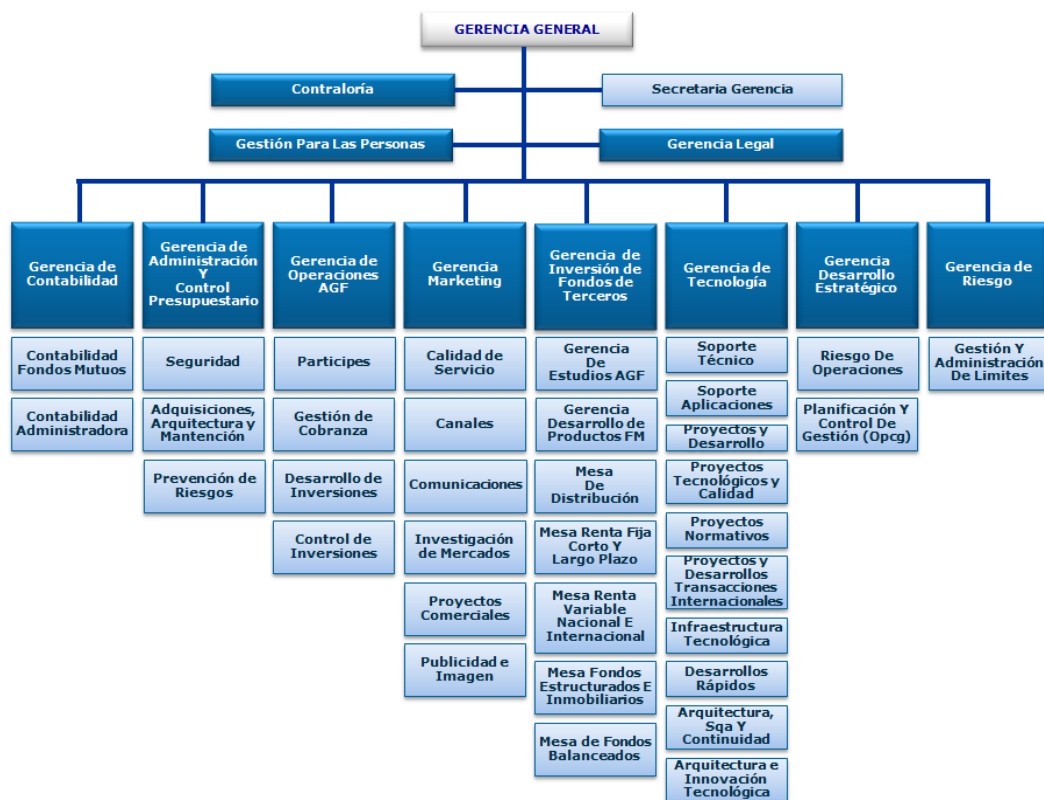 GERENCIA GENERAL
Contraloría
Secretaria Gerencia
Gestión Para Las Personas
Gerencia Legal
Gerencia de
Contabilidad
Gerencia de
Administración
Y
Control
Presupuestario
Gerencia de
Operaciones
AGF
Gerencia
Marketing
Gerencia de
Inversión de
Fondos de
Terceros
Gerencia de
Tecnología
Gerencia
Desarrollo
Estratégico
Gerencia de
Riesgo
Contabilidad
Fondos Mutuos
Contabilidad
Administradora
Seguridad
Adquisiciones,
Arquitectura y
Mantención
Prevención de
Riesgos
Participes
Gestión de
Cobranza
Desarrollo de
Inversiones
Control de
Inversiones
Calidad de
Servicio
Canales
Comunicaciones
Investigación
de Mercados
Proyectos
Comerciales
Publicidad e
Imagen
Gerencia
De
Estudios AGF
Gerencia
Desarrollo de
Productos FM
Mesa
De
Distribución
Mesa Renta Fija
Corto Y
Largo Plazo
Mesa Renta
Variable
Nacional E
Internacional
Mesa Fondos
Estructurados E
Inmobiliarios
Mesa de Fondos
Balanceados
Soporte
Técnico
Soporte
Aplicaciones
Proyectos y
Desarrollo
Proyectos
Tecnológicos y
Calidad
Proyectos
Normativos
Proyectos y
Desarrollos
Transacciones
Internacionales
Infraestructura
Tecnológica
Desarrollos
Rápidos
Arquitectura,
Sqa Y
Continuidad
Arquitectura e
Innovación
Tecnológica
Riesgo De
Operaciones
Planificación Y
Control De
Gestión (Opcg)
Gestión Y
Administración
De Limites